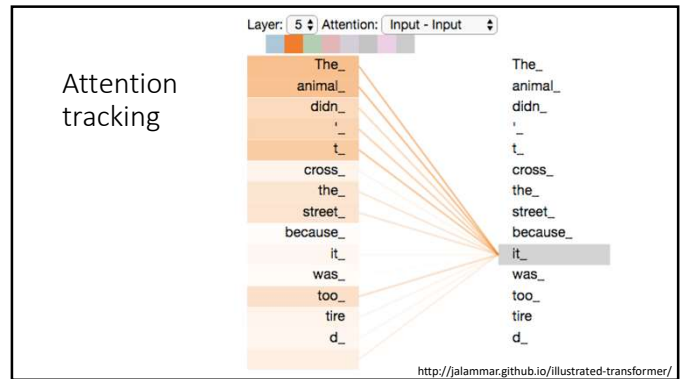 Layer: 5 Attention: Input - Input
Attention
tracking
The_
animal_
didn_
'_
t_
cross_
the_
street_
because_
it_
was_
too_
tire
d_
The_
animal_
didn_
'_
t_
cross_
the_
street_
because_
it_
was_
too_
tire
d_
http://jalammar.github.io/illustrated-transformer/